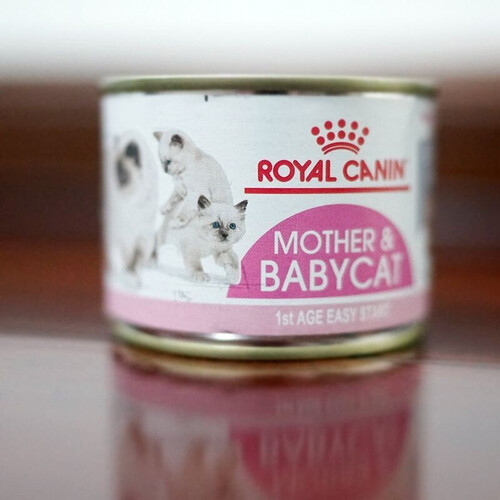 ROYAL CANIN
MOTHER &
BABYCAT
1st AGE EASY START